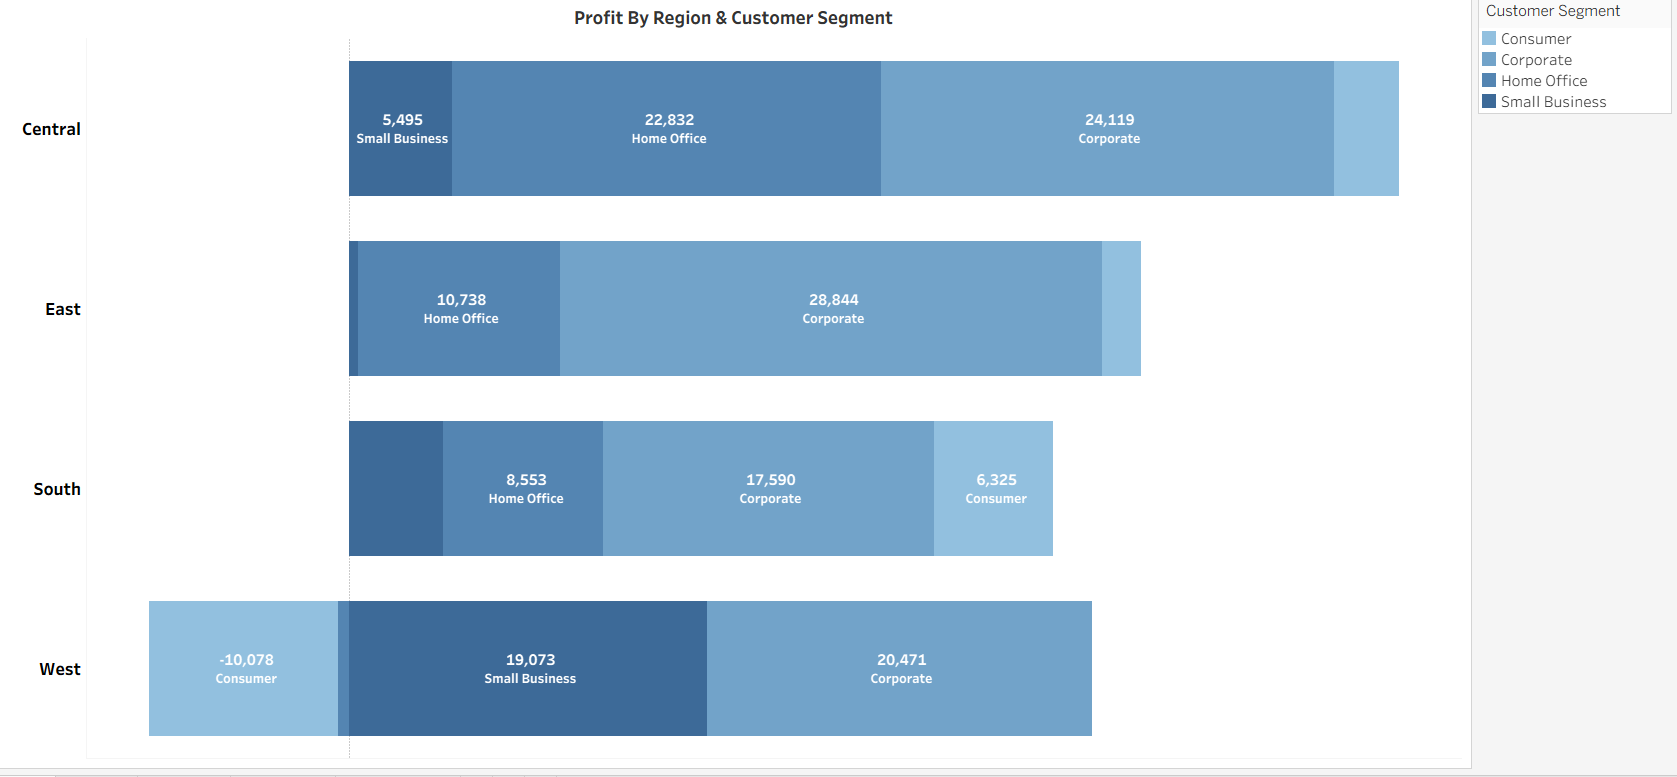 Profit By Region & Customer Segment
Customer Segment
Consumer
Corporate
Home Office
Small Business
Central
5,495
Small Business
22,832
Home Office
24,119
Corporate
East
10,738
Home Office
28,844
Corporate
South
8,553
Home Office
17,590
Corporate
6,325
Consumer
West
-10,078
Consumer
19,073
Small Business
20,471
Corporate